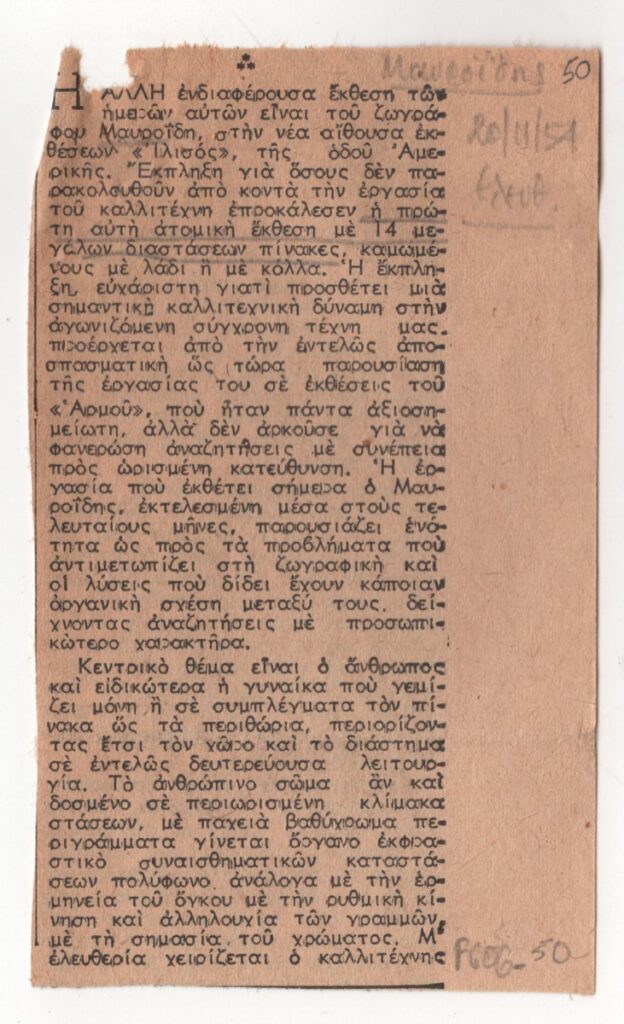 ⁂
Μαυροΐδης 50
Η ΑΛΛΗ ἐνδιαφέρουσα ἔκθεση τῶν
ἡμερῶν αὐτῶν εἶναι τοῦ ζωγρά-
φου Μαυροΐδη, στὴν νέα αἴθουσα ἐκ-
θέσεων «Ἰλισός», τῆς ὁδοῦ Ἀμε-
ρικῆς. Ἔκπληξη γιὰ ὅσους δὲν πα-
ρακολουθοῦν ἀπὸ κοντὰ τὴν ἐργασία
τοῦ καλλιτέχνη ἐπροκάλεσεν ἡ πρώ-
τη αὐτὴ ἀτομικὴ ἔκθεση μὲ 14 με-
γάλων διαστάσεων πίνακες, καμωμέ-
νους μὲ λάδι ἢ μὲ κόλλα. Ἡ ἔκπλη-
ξη, εὐχάριστη γιατὶ προσθέτει μιὰ
σημαντικὴ καλλιτεχνικὴ δύναμη στὴν
ἀγωνιζόμενη σύγχρονη τέχνη μας,
προέρχεται ἀπὸ τὴν ἐντελῶς ἀπο-
σπασματικὴ ὣς τώρα παρουσίαση
τῆς ἐργασίας του σὲ ἐκθέσεις τοῦ
«Ἁρμοῦ», ποὺ ἦταν πάντα ἀξιοση-
μείωτη, ἀλλὰ δὲν ἀρκοῦσε γιὰ νὰ
φανερώση ἀναζητήσεις μὲ συνέπεια
πρὸς ὡρισμένη κατεύθυνση. Ἡ ἐρ-
γασία ποὺ ἐκθέτει σήμερα ὁ Μαυ-
ροΐδης, ἐκτελεσμένη μέσα στοὺς τε-
λευταίους μῆνες, παρουσιάζει ἑνό-
τητα ὡς πρὸς τὰ προβλήματα ποὺ
ἀντιμετωπίζει στὴ ζωγραφικὴ καὶ
οἱ λύσεις ποὺ δίδει ἔχουν κάποιαν
ὀργανικὴ σχέση μεταξύ τους, δεί-
χνοντας ἀναζητήσεις μὲ προσωπι-
κώτερο χαρακτῆρα.
Κεντρικὸ θέμα εἶναι ὁ ἄνθρωπος
καὶ εἰδικώτερα ἡ γυναίκα ποὺ γεμί-
ζει μόνη ἢ σὲ συμπλέγματα τὸν πί-
νακα ὣς τὰ περιθώρια, περιορίζον-
τας ἔτσι τὸν χῶρο καὶ τὸ διάστημα
σὲ ἐντελῶς δευτερεύουσα λειτουρ-
γία. Τὸ ἀνθρώπινο σῶμα ἂν καὶ
δοσμένο σὲ περιωρισμένη κλίμακα
στάσεων, μὲ παχειὰ βαθύχρωμα πε-
ριγράμματα γίνεται ὄργανο ἐκφρα-
στικὸ συναισθηματικῶν καταστά-
σεων πολύφωνο, ἀνάλογα μὲ τὴν ἑρ-
μηνεία τοῦ ὄγκου μὲ τὴν ρυθμικὴ κί-
νηση καὶ ἀλληλουχία τῶν γραμμῶν,
μὲ τὴ σημασία τοῦ χρώματος. Μ'
ἐλευθερία χειρίζεται ὁ καλλιτέχνης
20/11/54
Ελευθ.
50